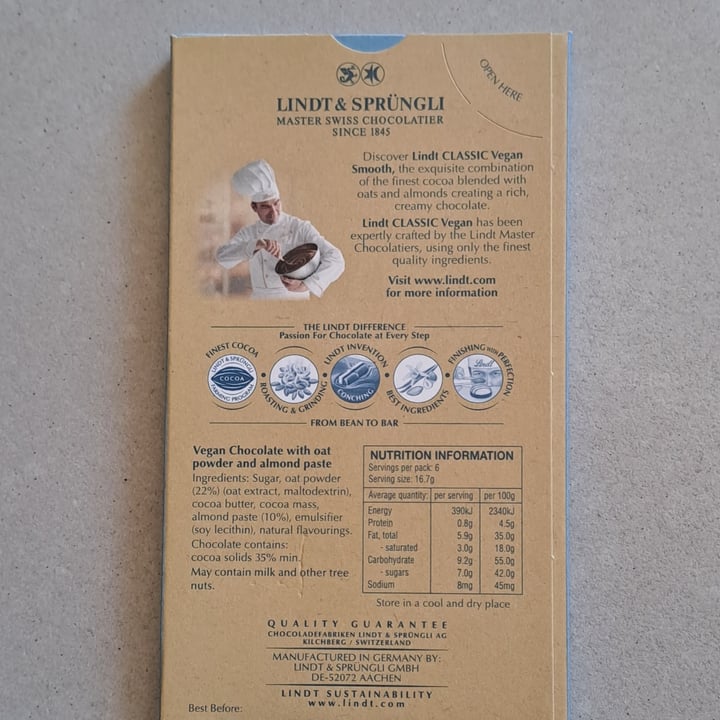 OPEN HERE
LINDT & SPRÜNGLI
MASTER SWISS CHOCOLATIER
SINCE 1845
Discover Lindt CLASSIC Vegan
Smooth, the exquisite combination
of the finest cocoa blended with
oats and almonds creating a rich,
creamy chocolate.
Lindt CLASSIC Vegan has been
expertly crafted by the Lindt Master
Chocolatiers, using only the finest
quality ingredients.
Visit www.lindt.com
for more information
THE LINDT DIFFERENCE
Passion For Chocolate at Every Step
FINEST COCOA
LINDT & SPRÜNGLI
COCOA
FARMING PROGRAM
ROASTING & GRINDING
LINDT INVENTION
CONCHING
BEST INGREDIENTS
FINISHING WITH PERFECTION
Lindt
FROM BEAN TO BAR
Vegan Chocolate with oat
powder and almond paste
Ingredients: Sugar, oat powder
(22%) (oat extract, maltodextrin),
cocoa butter, cocoa mass,
almond paste (10%), emulsifier
(soy lecithin), natural flavourings.
Chocolate contains:
cocoa solids 35% min.
May contain milk and other tree
nuts.
NUTRITION INFORMATION
Servings per pack: 6
Serving size: 16.7g
Average quantity: per serving per 100g
Energy 390kJ 2340kJ
Protein 0.8g 4.5g
Fat, total 5.9g 35.0g
- saturated 3.0g 18.0g
Carbohydrate 9.2g 55.0g
- sugars 7.0g 42.0g
Sodium 8mg 45mg
Store in a cool and dry place
QUALITY GUARANTEE
CHOCOLADEFABRIKEN LINDT & SPRÜNGLI AG
KILCHBERG / SWITZERLAND
MANUFACTURED IN GERMANY BY:
LINDT & SPRÜNGLI GMBH
DE-52072 AACHEN
LINDT SUSTAINABILITY
www.lindt.com
Best Before: